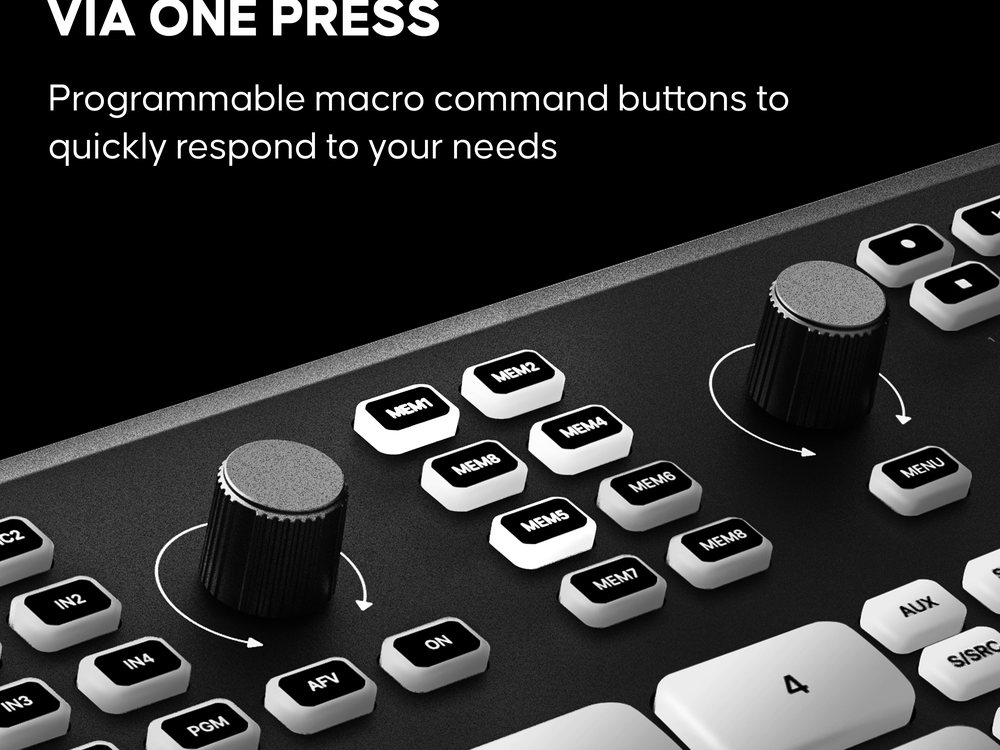 VIA ONE PRESS
Programmable macro command buttons to
quickly respond to your needs
MEM2
MEM1
MEM4
MEM8
MEM6
MENU
MEM5
MEM8
MEM7
IN2
AUX
ON
IN4
S/SRC
AFV
4
IN3
PGM